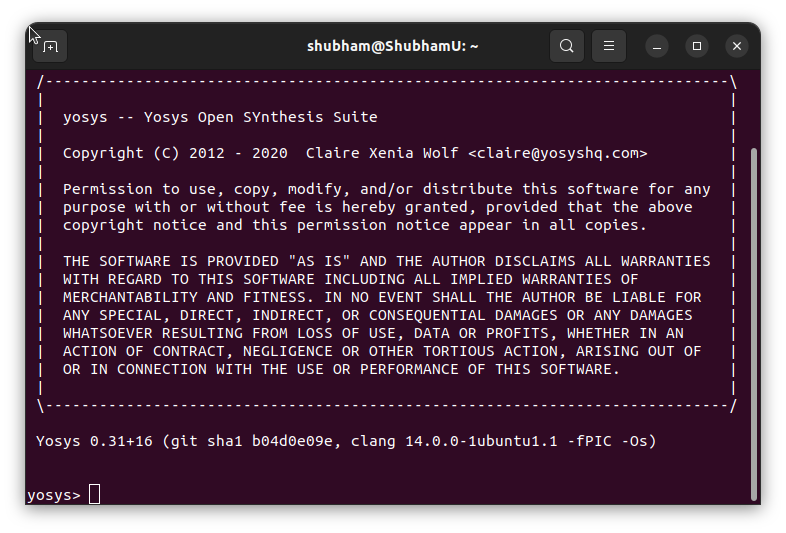 shubham@ShubhamU: ~
/----------------------------------------------------------------------------\
|                                                                            |
|  yosys -- Yosys Open SYnthesis Suite                                       |
|                                                                            |
|  Copyright (C) 2012 - 2020  Claire Xenia Wolf <claire@yosyshq.com>         |
|                                                                            |
|  Permission to use, copy, modify, and/or distribute this software for any  |
|  purpose with or without fee is hereby granted, provided that the above    |
|  copyright notice and this permission notice appear in all copies.         |
|                                                                            |
|  THE SOFTWARE IS PROVIDED "AS IS" AND THE AUTHOR DISCLAIMS ALL WARRANTIES  |
|  WITH REGARD TO THIS SOFTWARE INCLUDING ALL IMPLIED WARRANTIES OF          |
|  MERCHANTABILITY AND FITNESS. IN NO EVENT SHALL THE AUTHOR BE LIABLE FOR   |
|  ANY SPECIAL, DIRECT, INDIRECT, OR CONSEQUENTIAL DAMAGES OR ANY DAMAGES    |
|  WHATSOEVER RESULTING FROM LOSS OF USE, DATA OR PROFITS, WHETHER IN AN     |
|  ACTION OF CONTRACT, NEGLIGENCE OR OTHER TORTIOUS ACTION, ARISING OUT OF   |
|  OR IN CONNECTION WITH THE USE OR PERFORMANCE OF THIS SOFTWARE.            |
|                                                                            |
\----------------------------------------------------------------------------/
Yosys 0.31+16 (git sha1 b04d0e09e, clang 14.0.0-1ubuntu1.1 -fPIC -Os)
yosys>